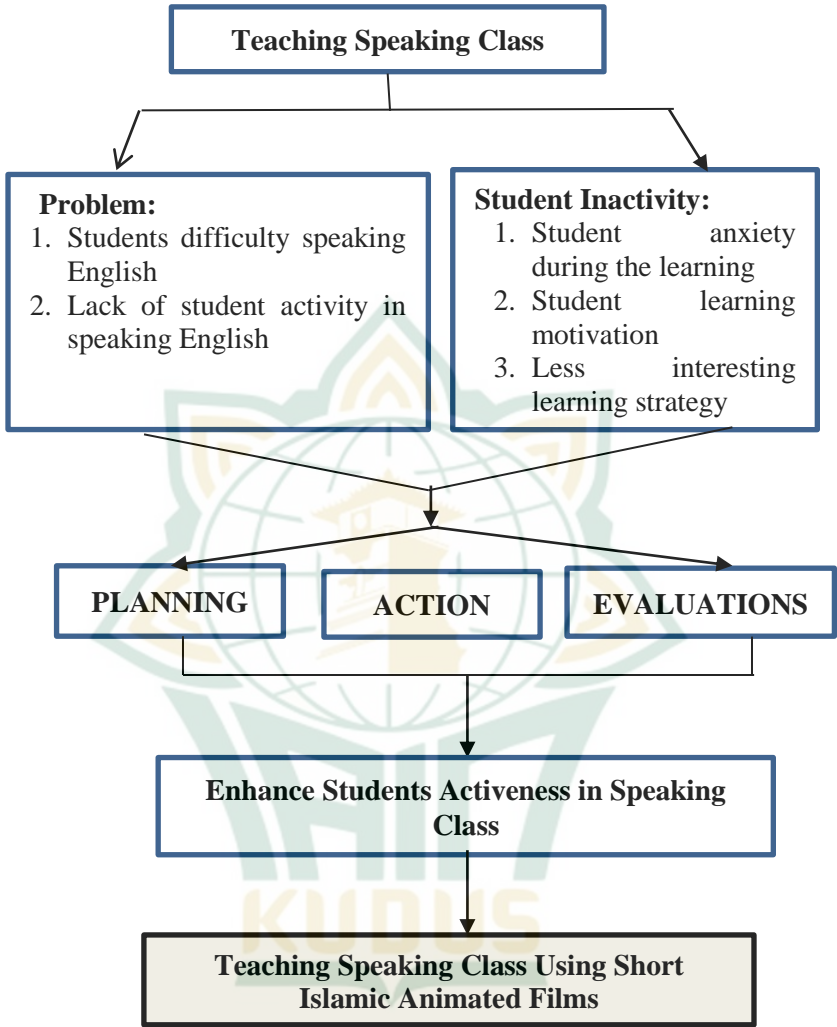 Teaching Speaking Class
Problem:
1. Students difficulty speaking
English
2. Lack of student activity in
speaking English
Student Inactivity:
1. Student anxiety
during the learning
2. Student learning
motivation
3. Less interesting
learning strategy
PLANNING
ACTION
EVALUATIONS
Enhance Students Activeness in Speaking
Class
IAIN
KUDUS
Teaching Speaking Class Using Short
Islamic Animated Films